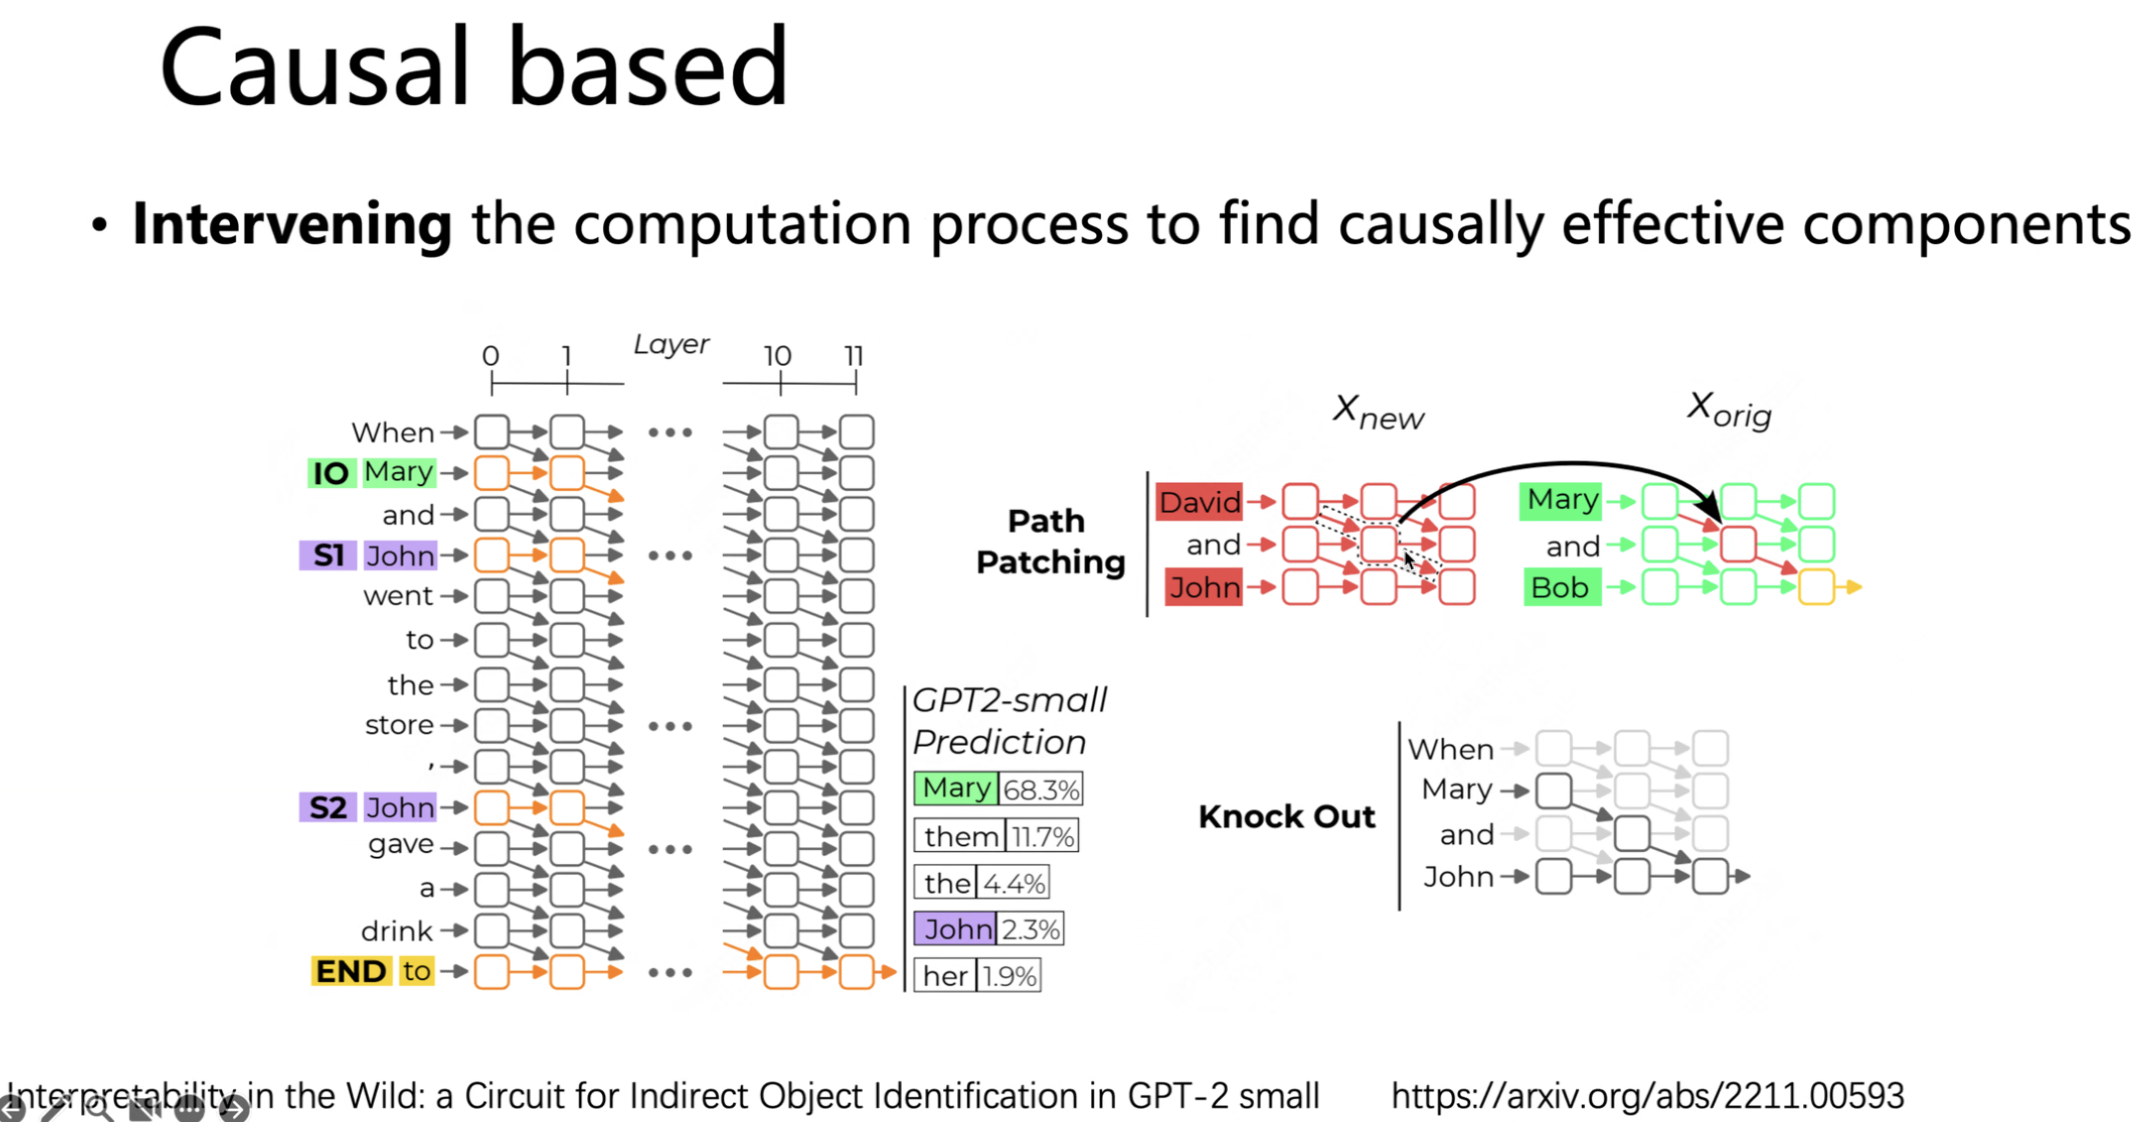 Causal based
• Intervening the computation process to find causally effective components
Layer
0 1 10 11
When
IO Mary
and
S1 John
went
to
the
store
,
S2 John
gave
a
drink
END to
GPT2-small
Prediction
Mary 68.3%
them 11.7%
the 4.4%
John 2.3%
her 1.9%
Xnew Xorig
Path
Patching
David
and
John
Mary
and
Bob
Knock Out
When
Mary
and
John
Interpretability in the Wild: a Circuit for Indirect Object Identification in GPT-2 small https://arxiv.org/abs/2211.00593